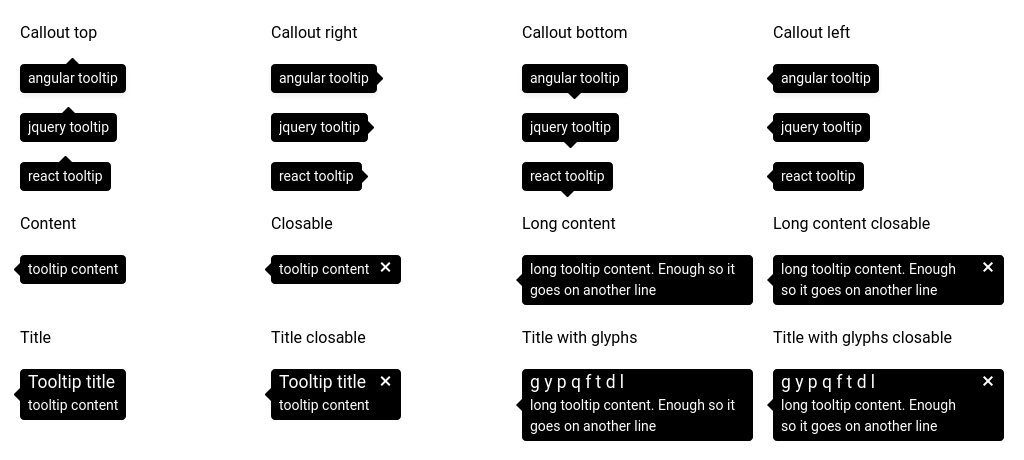 Callout top
Callout right
Callout bottom
Callout left
angular tooltip
angular tooltip
angular tooltip
angular tooltip
jquery tooltip
jquery tooltip
jquery tooltip
jquery tooltip
react tooltip
react tooltip
react tooltip
react tooltip
Content
Closable
Long content
Long content closable
tooltip content
tooltip content ×
long tooltip content. Enough so it
goes on another line
long tooltip content. Enough ×
so it goes on another line
Title
Title closable
Title with glyphs
Title with glyphs closable
Tooltip title
tooltip content
Tooltip title ×
tooltip content
g y p q f t d l
long tooltip content. Enough so it
goes on another line
g y p q f t d l ×
long tooltip content. Enough
so it goes on another line